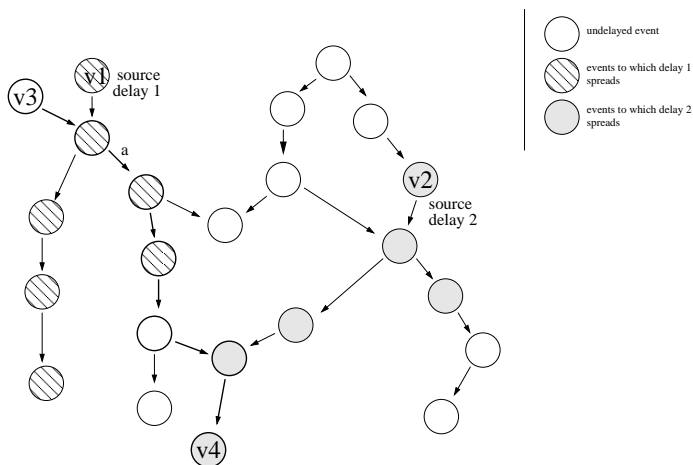 v1
source
delay 1
v3
a
v2
source
delay 2
v4
undelayed event
events to which delay 1
spreads
events to which delay 2
spreads